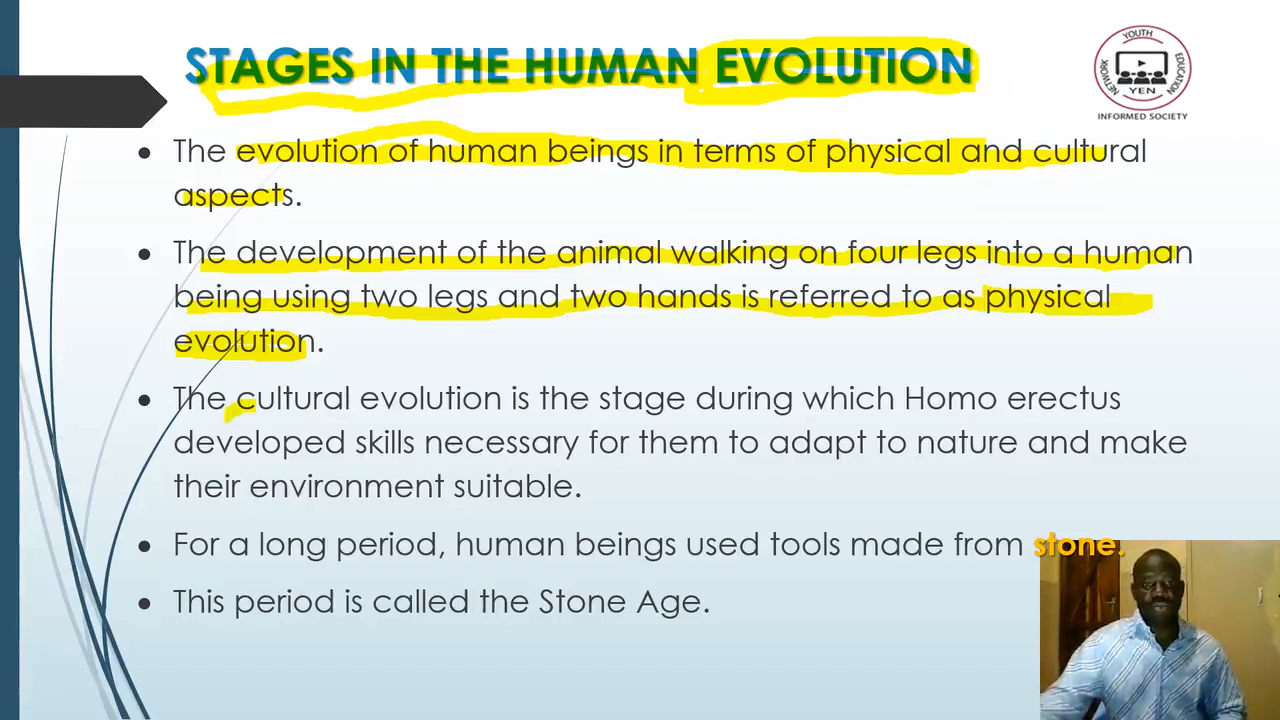 STAGES IN THE HUMAN EVOLUTION
YOUTH
EDUCATION
NETWORK
YEN
INFORMED SOCIETY
• The evolution of human beings in terms of physical and cultural
aspects.
• The development of the animal walking on four legs into a human
being using two legs and two hands is referred to as physical
evolution.
• The cultural evolution is the stage during which Homo erectus
developed skills necessary for them to adapt to nature and make
their environment suitable.
• For a long period, human beings used tools made from stone.
• This period is called the Stone Age.